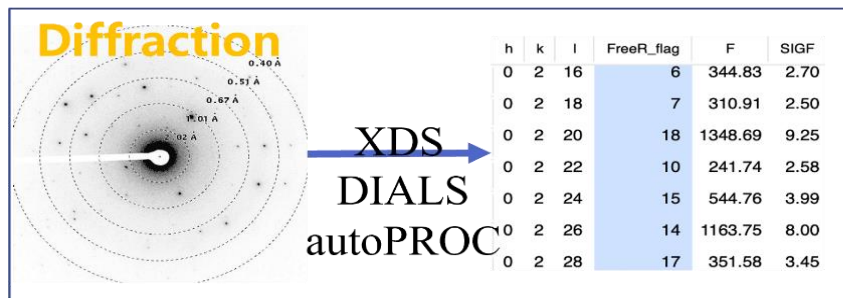 Diffraction
0.40 Å
0.51 Å
0.67 Å
1.01 Å
2.02 Å
XDS
DIALS
autoPROC
h k l FreeR_flag F SIGF
0 2 16 6 344.83 2.70
0 2 18 7 310.91 2.50
0 2 20 18 1348.69 9.25
0 2 22 10 241.74 2.58
0 2 24 15 544.76 3.99
0 2 26 14 1163.75 8.00
0 2 28 17 351.58 3.45